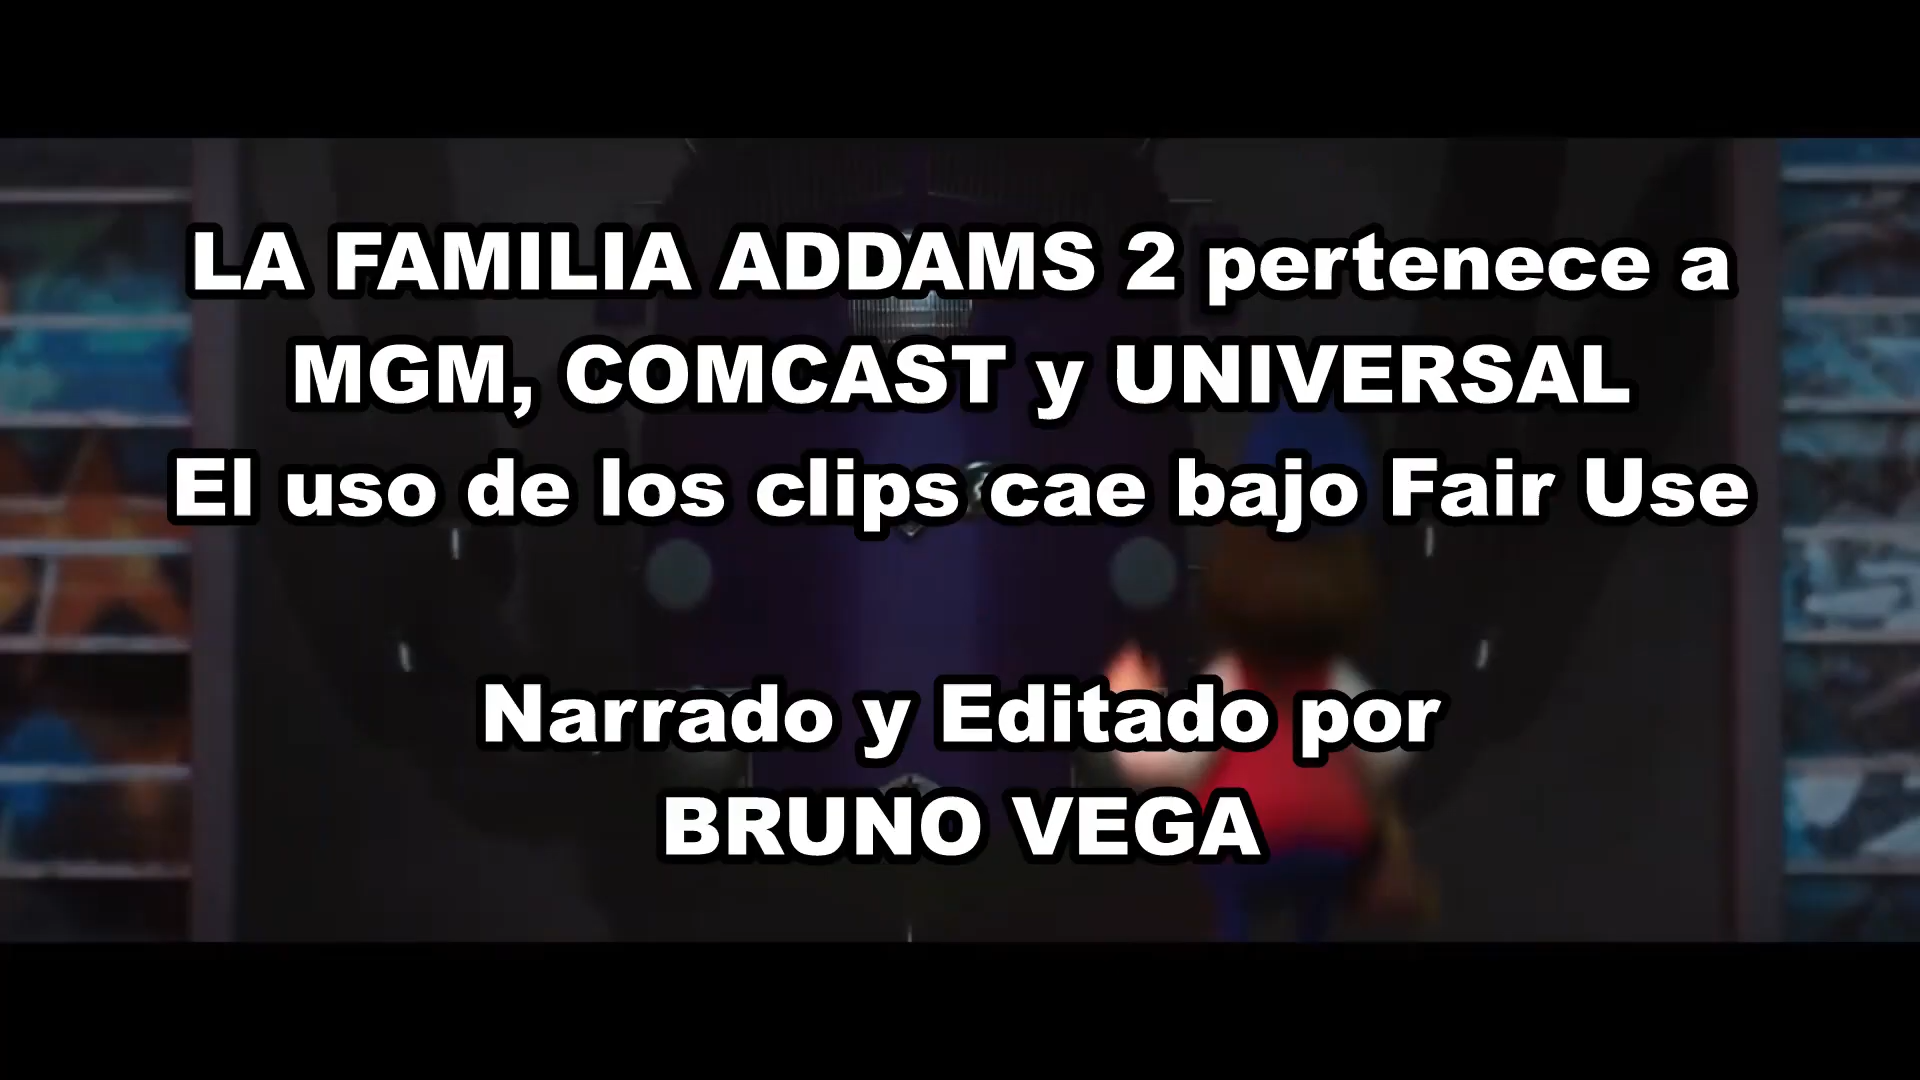 LA FAMILIA ADDAMS 2 pertenece a
MGM, COMCAST y UNIVERSAL
El uso de los clips cae bajo Fair Use
Narrado y Editado por
BRUNO VEGA